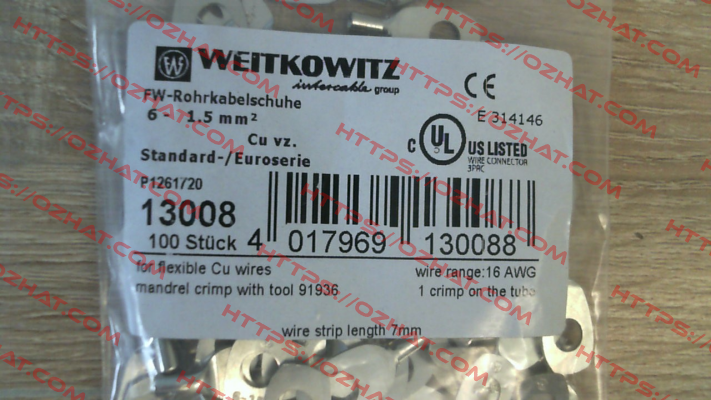 WEITKOWITZ
intercable group
CE
FW-Rohrkabelschuhe
6 - 1.5 mm²
E 314146
Cu vz.
C UL US LISTED
WIRE CONNECTOR
3PRC
Standard-/Euroserie
P1261/20
13008
100 Stück
4 017969 130088
for flexible Cu wires
wire range:16 AWG
mandrel crimp with tool 91936
1 crimp on the tube
wire strip length 7mm
HTTPS://OZHAT.COM